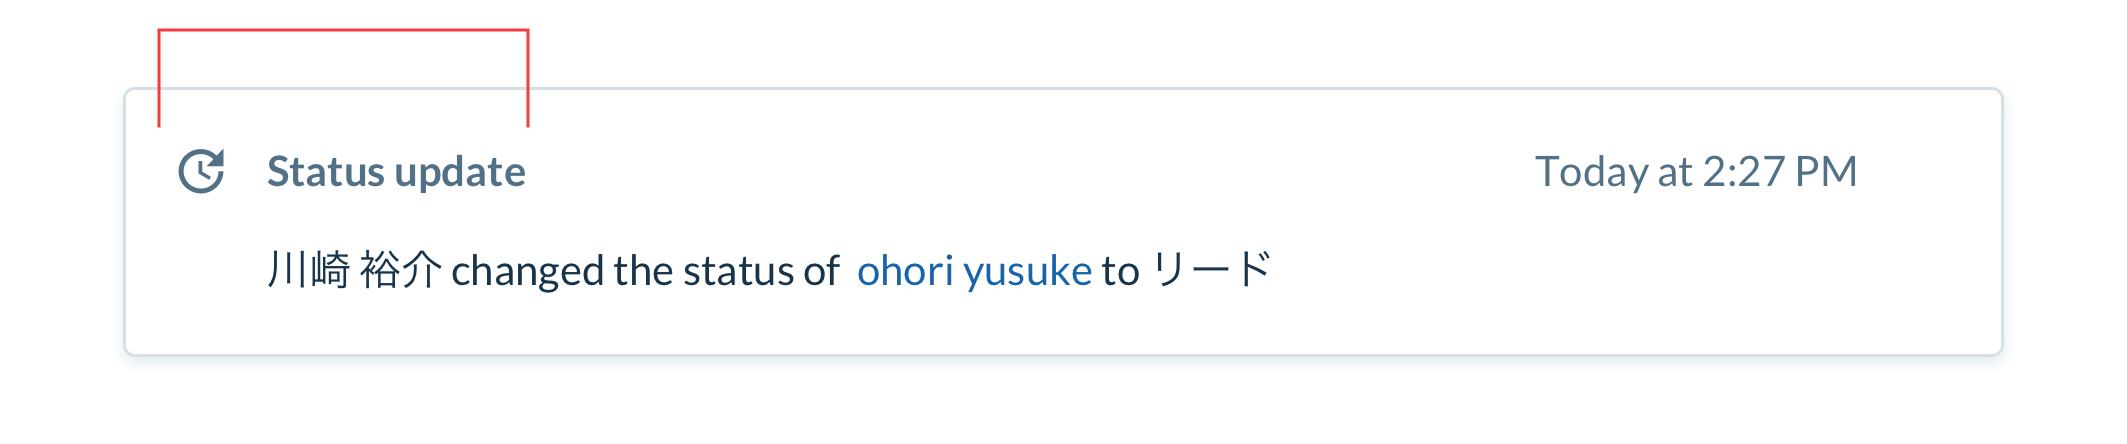 Status update
Today at 2:27 PM
川崎 裕介 changed the status of ohori yusuke to リード